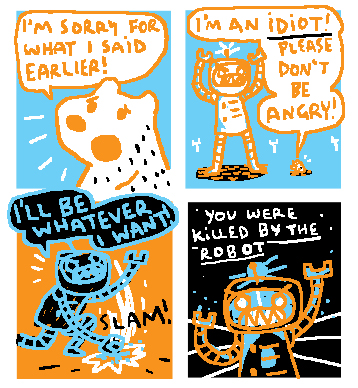 I'M SORRY FOR
WHAT I SAID
EARLIER!
I'M AN IDIOT!
PLEASE
DON'T
BE
ANGRY!
I'LL BE
WHATEVER
I WANT!
SLAM!
YOU WERE
KILLED BY THE
ROBOT